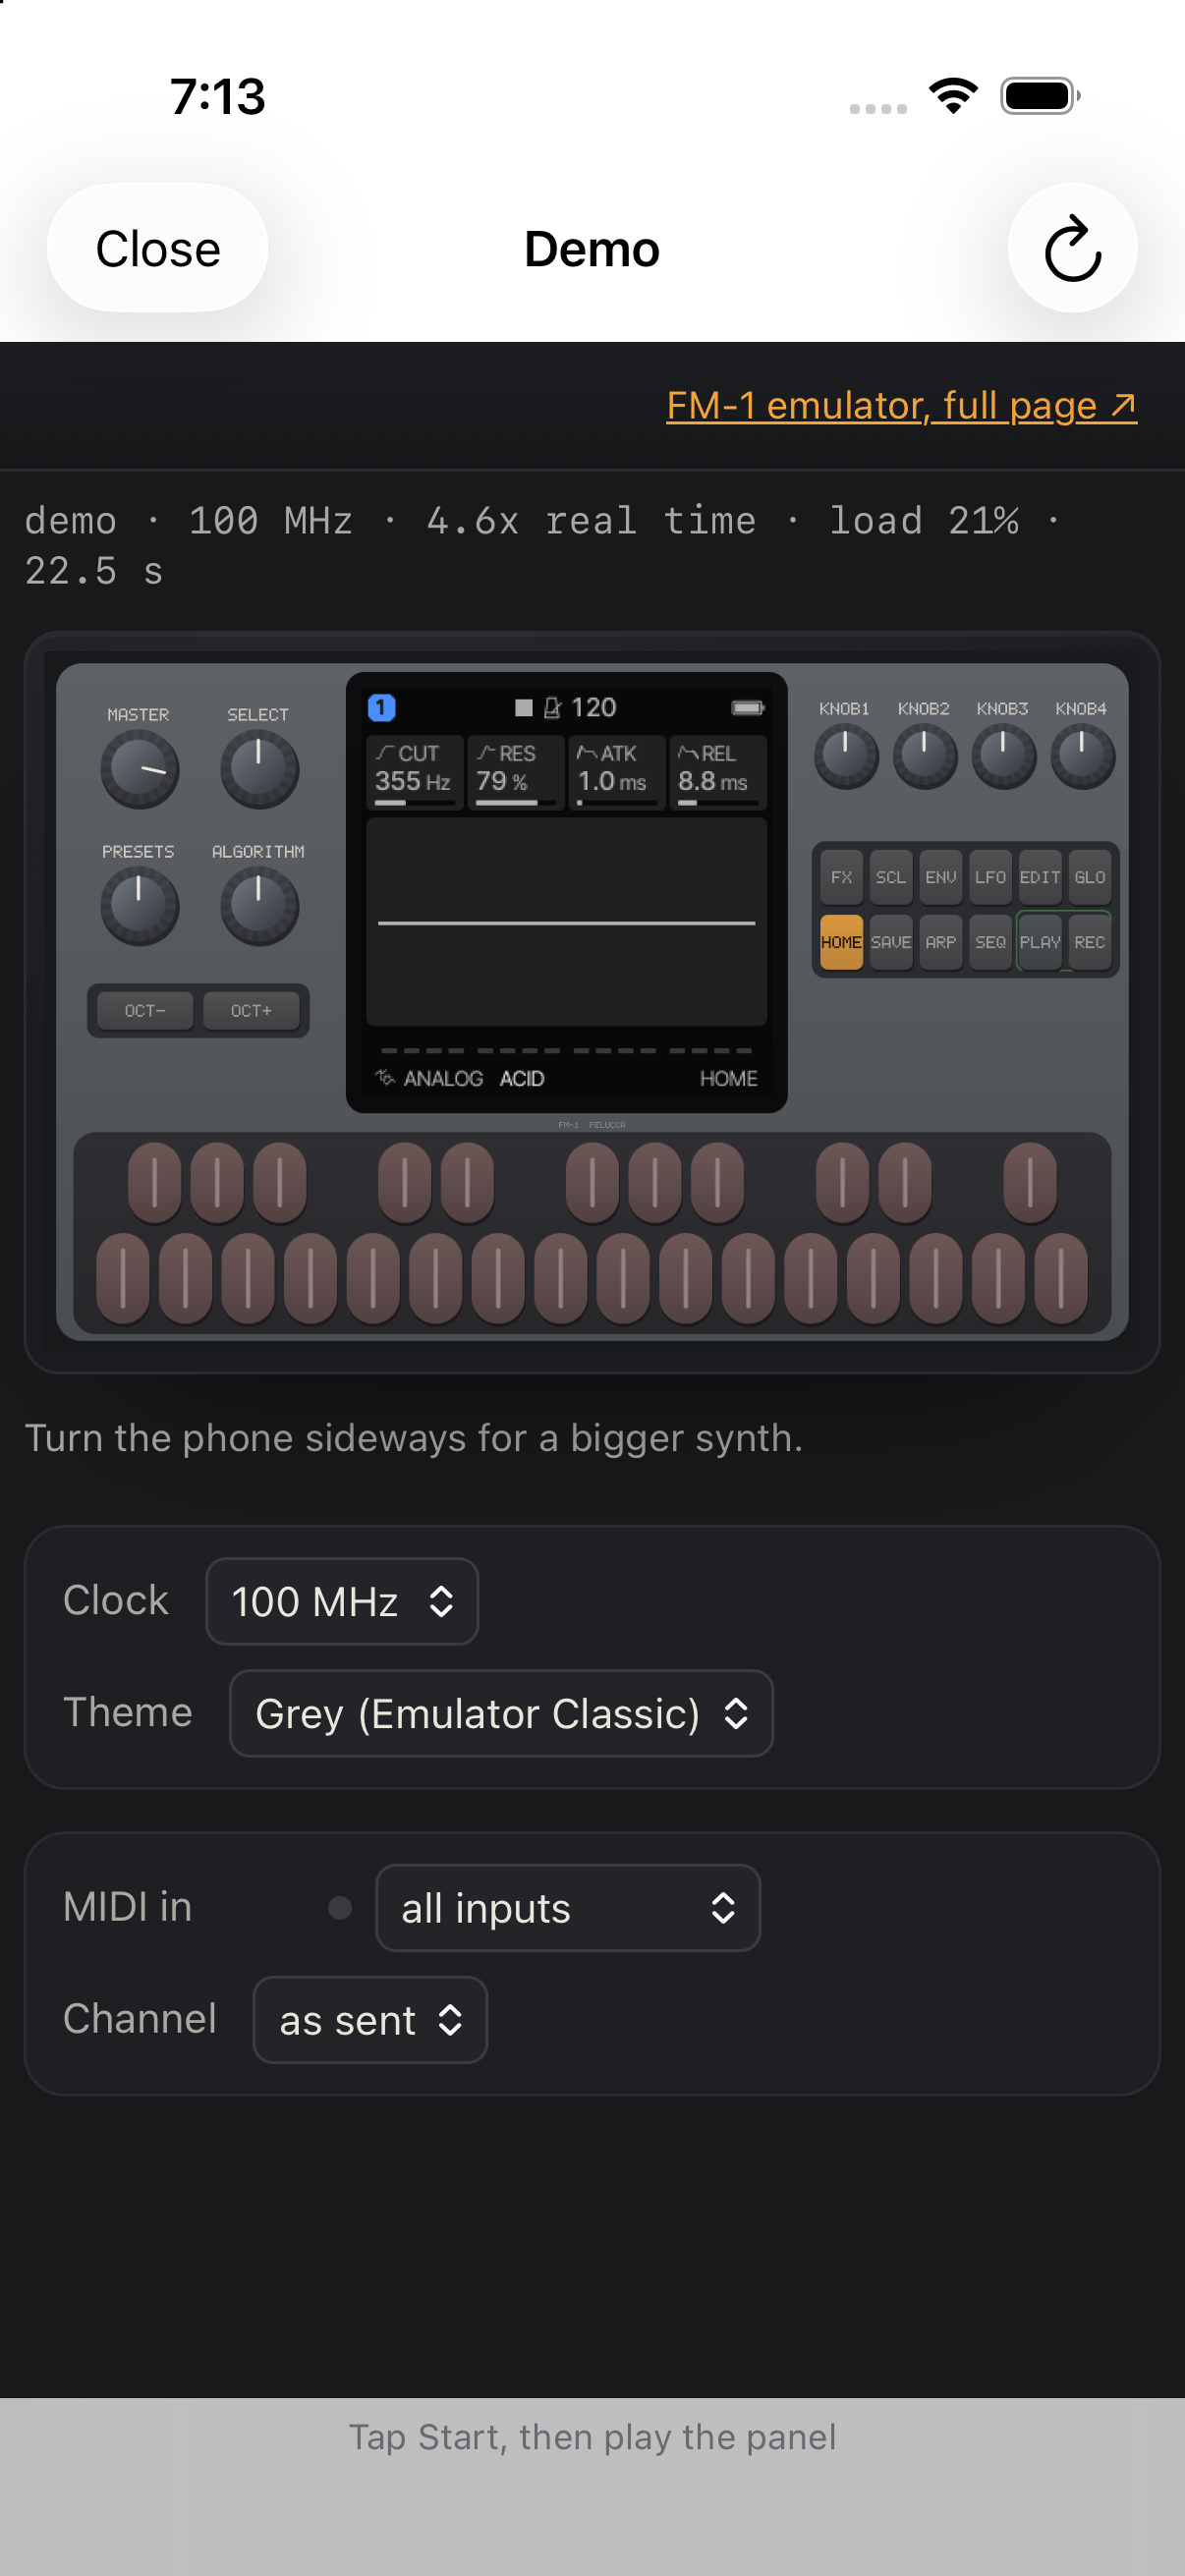 7:13
Close
Demo
FM-1 emulator, full page ↗
demo · 100 MHz · 4.6x real time · load 21% ·
22.5 s
MASTER SELECT
1 120
KNOB1 KNOB2 KNOB3 KNOB4
CUT RES ATK REL
355 Hz 79 % 1.0 ms 8.8 ms
PRESETS ALGORITHM
FX SCL ENV LFO EDIT GLO
HOME SAVE ARP SEQ PLAY REC
OCT- OCT+
ANALOG ACID HOME
FM-1 FELUCCA
Turn the phone sideways for a bigger synth.
Clock 100 MHz
Theme Grey (Emulator Classic)
MIDI in all inputs
Channel as sent
Tap Start, then play the panel